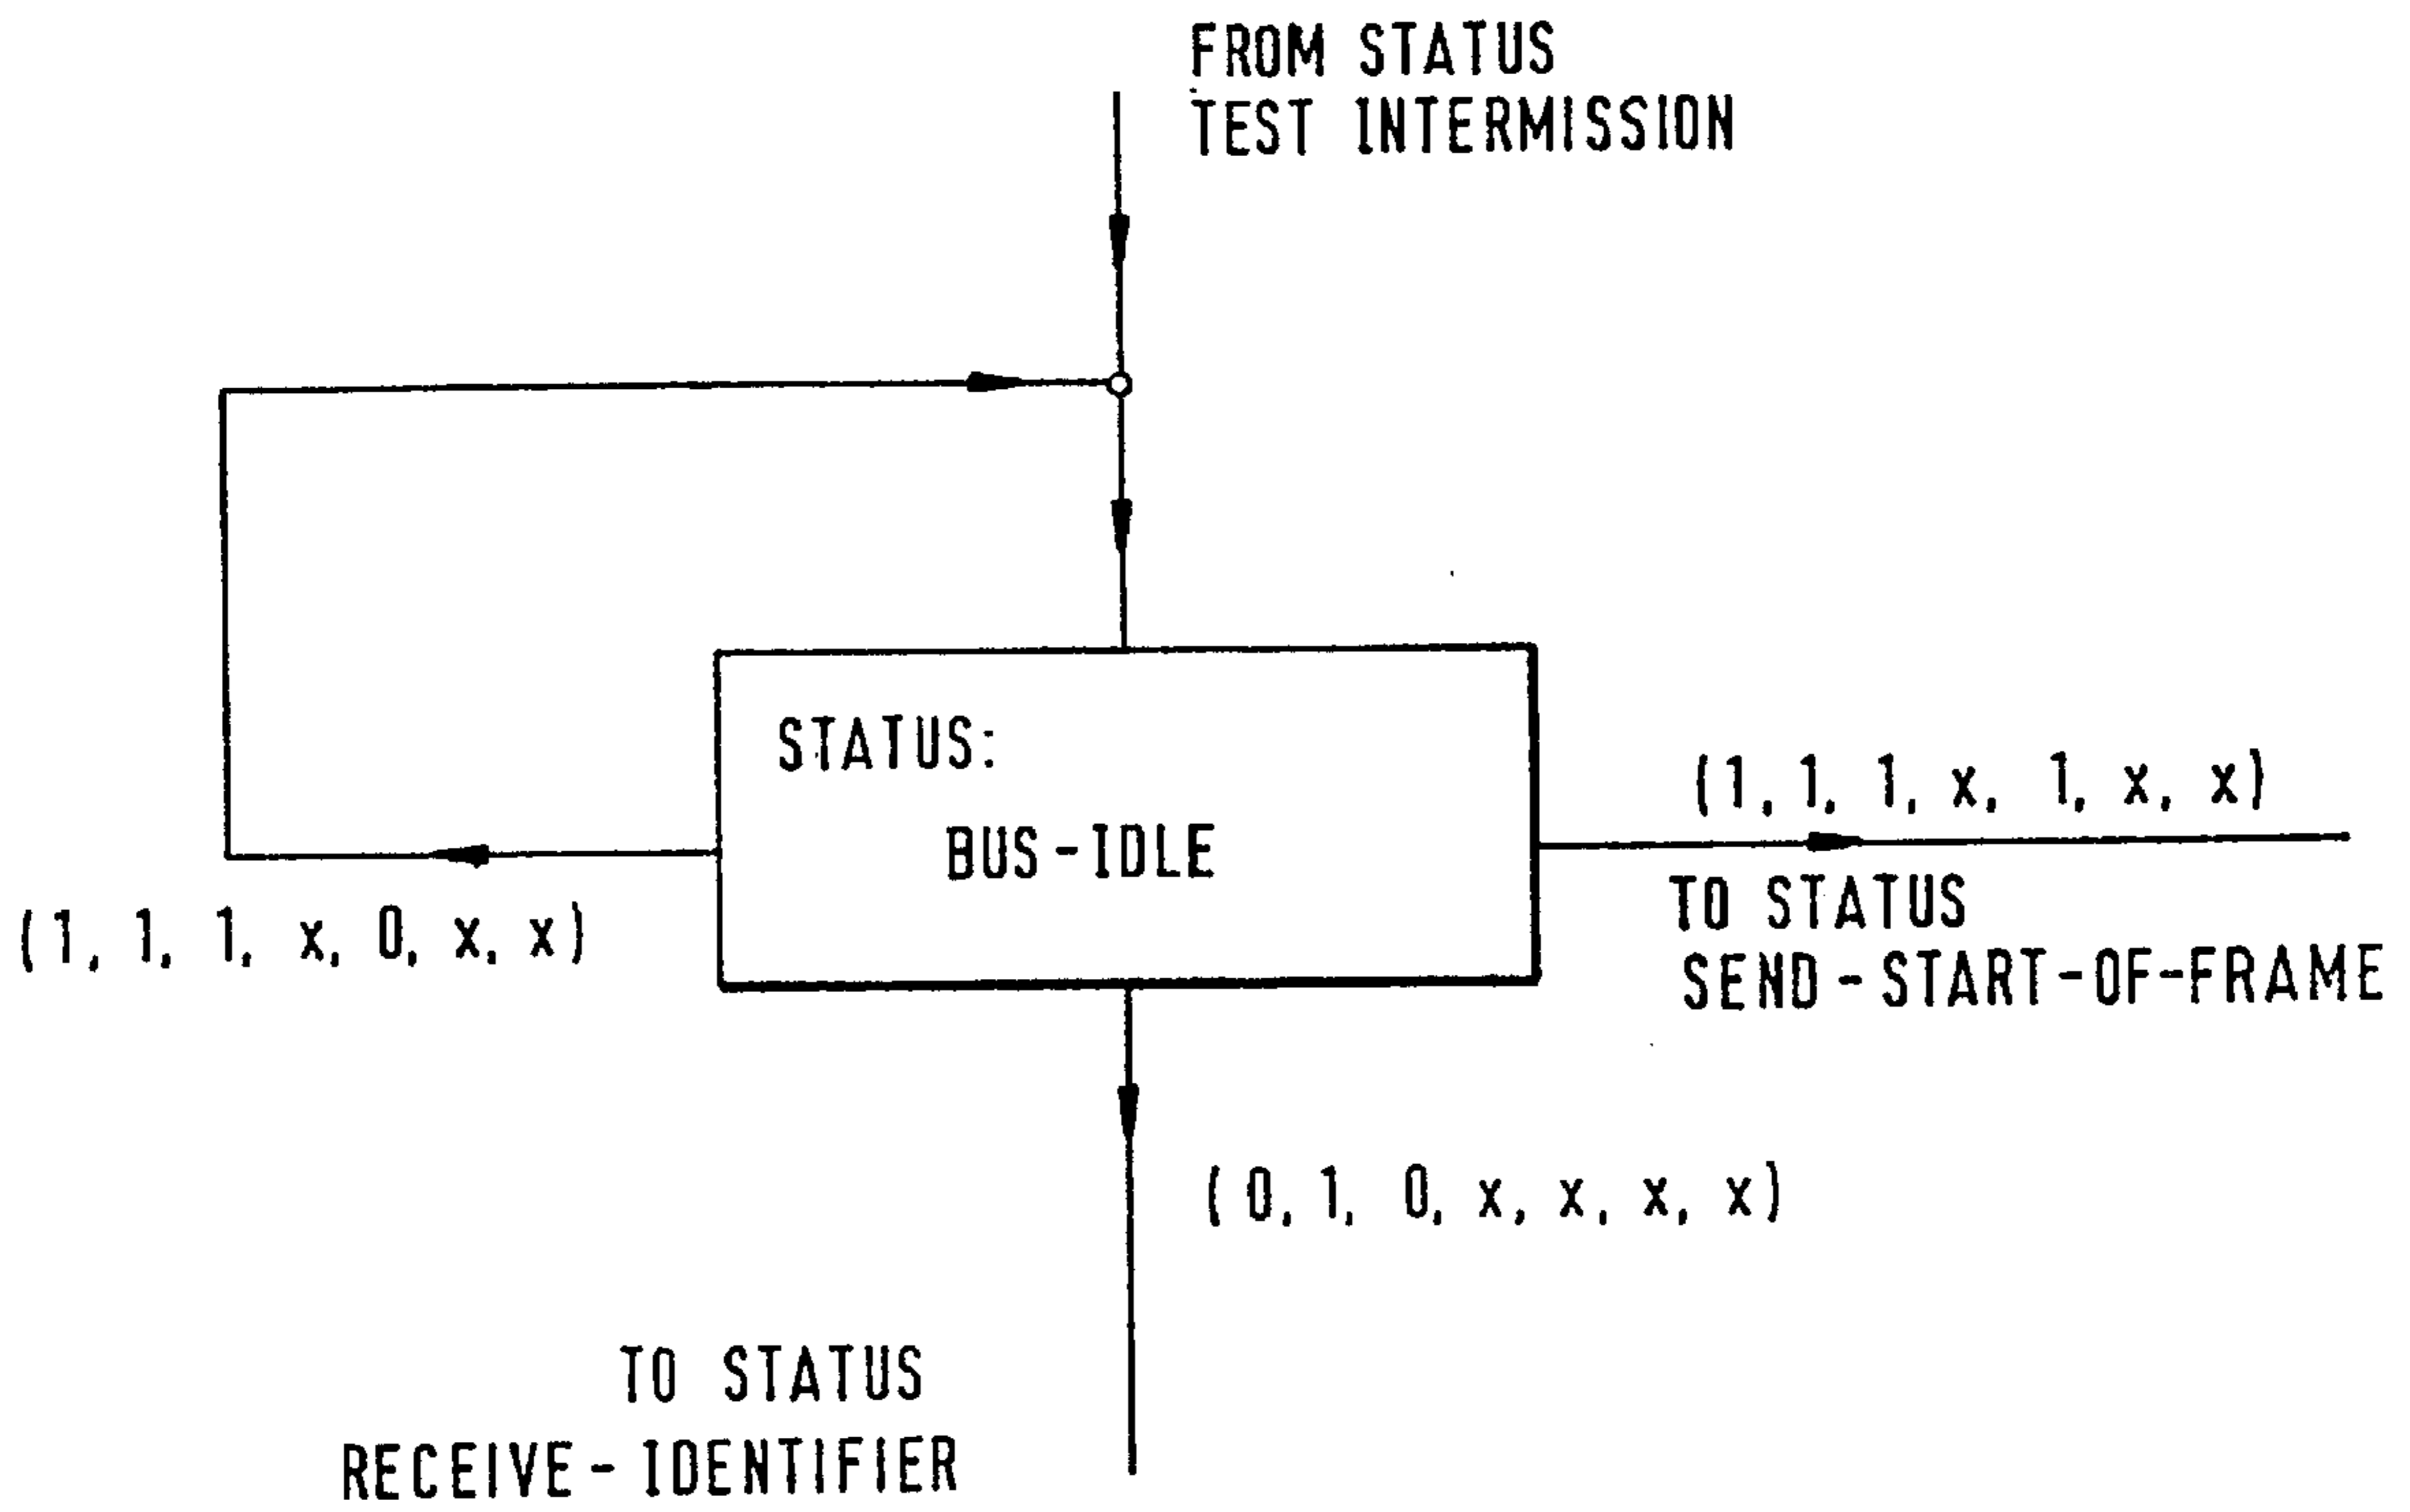 FROM STATUS
TEST INTERMISSION
STATUS:
BUS-IDLE
(1, 1, 1, x, 1, x, x)
TO STATUS
SEND-START-OF-FRAME
(1, 1, 1, x, 0, x, x)
(0, 1, 0, x, x, x, x)
TO STATUS
RECEIVE-IDENTIFIER